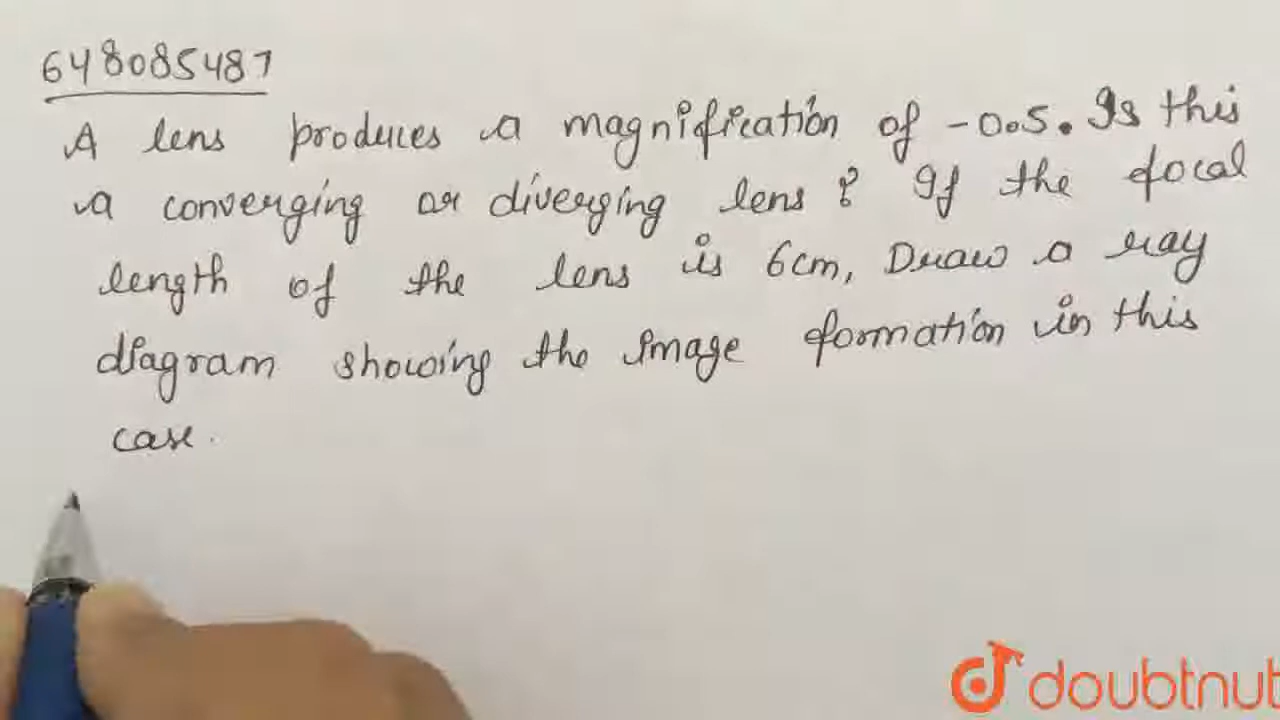 648085487
A lens produces a magnification of -0.5. Is this
a converging or diverging lens? If the focal
length of the lens is 6cm, Draw a ray
diagram showing the image formation in this
case.
doubtnut